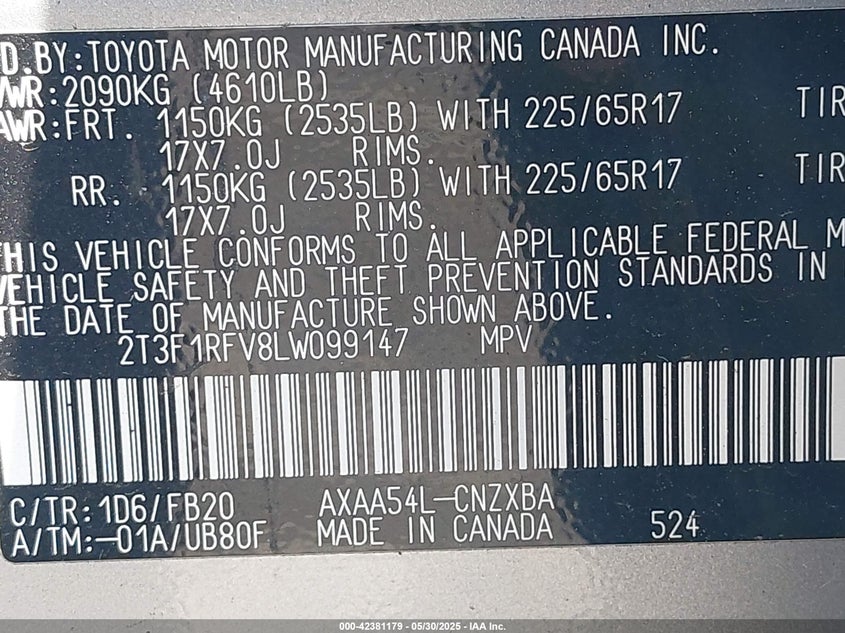 D.BY:TOYOTA MOTOR MANUFACTURING CANADA INC.
VWR:2090KG (4610LB)
AWR:FRT. 1150KG (2535LB) WITH 225/65R17 TIR
17X7.0J RIMS.
RR. 1150KG (2535LB) WITH 225/65R17 TIR
17X7.0J RIMS.
THIS VEHICLE CONFORMS TO ALL APPLICABLE FEDERAL M
VEHICLE SAFETY AND THEFT PREVENTION STANDARDS IN
THE DATE OF MANUFACTURE SHOWN ABOVE.
2T3F1RFV8LW099147 MPV
C/TR:1D6/FB20 AXAA54L-CNZXBA
A/TM:-01A/UB80F MADE IN CANADA 524
000-42381179 - 05/30/2025 - IAA Inc.